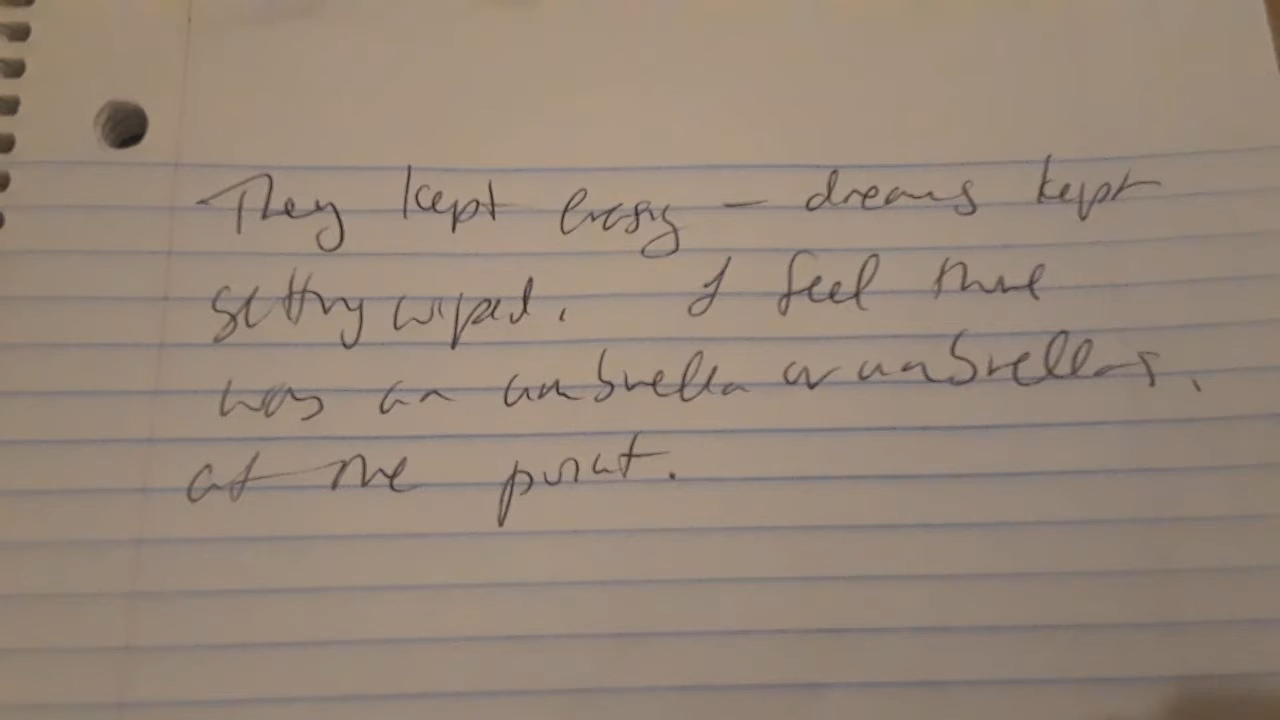 They kept erasing - dreams kept
getting wiped. I feel there
was an umbrella or umbrellas,
at one point.